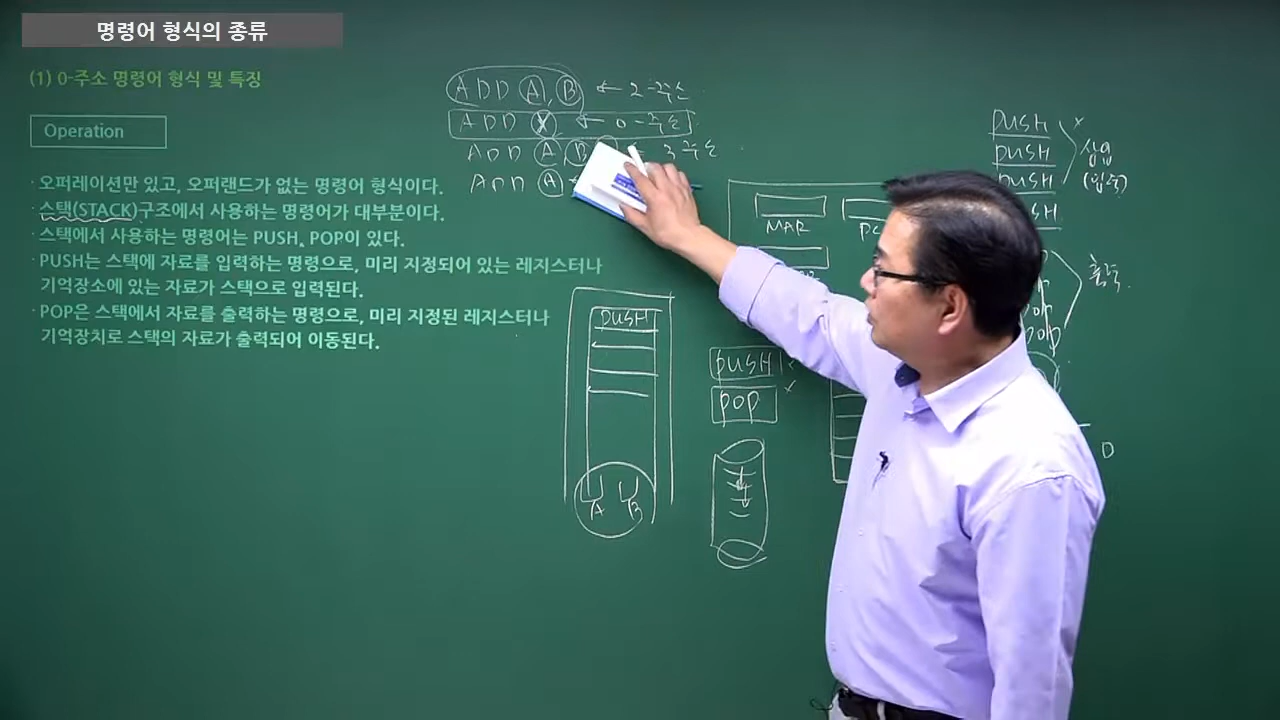 명령어 형식의 종류
(1) 0-주소 명령어 형식 및 특징
Operation
· 오퍼레이션만 있고, 오퍼랜드가 없는 명령어 형식이다.
· 스택(STACK)구조에서 사용하는 명령어가 대부분이다.
· 스택에서 사용하는 명령어는 PUSH, POP이 있다.
· PUSH는 스택에 자료를 입력하는 명령으로, 미리 지정되어 있는 레지스터나
기억장소에 있는 자료가 스택으로 입력된다.
· POP은 스택에서 자료를 출력하는 명령으로, 미리 지정된 레지스터나
기억장치로 스택의 자료가 출력되어 이동된다.
ADD A, B ← 2-주소
ADD X ← 0-주소
ADD A, B 3주소
ADD A
MAR
PUSH
A B
PUSH
POP
PUSH
PUSH
PUSH
삽입
(입력)
출력